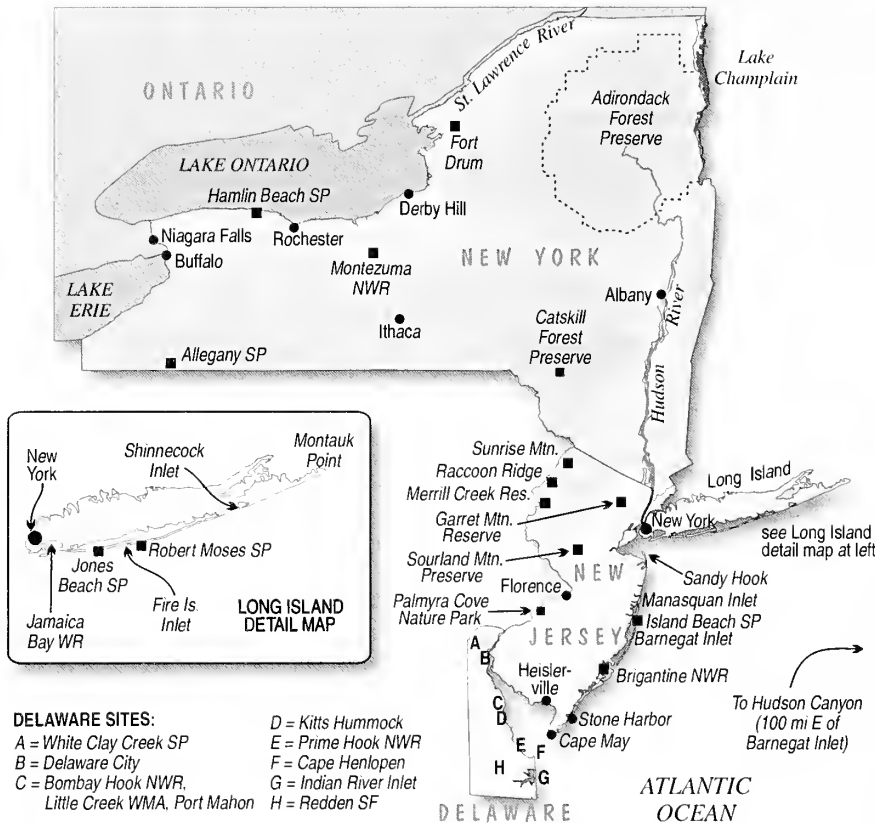 St. Lawrence River
Lake
Champlain
ONTARIO
Adirondack
Forest
Preserve
Fort
Drum
LAKE ONTARIO
Hamlin Beach SP
Derby Hill
Niagara Falls
Rochester
Buffalo
NEW YORK
Montezuma
NWR
LAKE
ERIE
Albany
Hudson River
Ithaca
Catskill
Forest
Preserve
Allegany SP
New
York
Shinnecock
Inlet
Montauk
Point
Robert Moses SP
Jones
Beach SP
Fire Is.
Inlet
Jamaica
Bay WR
LONG ISLAND
DETAIL MAP
Sunrise Mtn.
Raccoon Ridge
Merrill Creek Res.
Long Island
Garret Mtn.
Reserve
New York
see Long Island
detail map at left
Sourland Mtn.
Preserve
NEW
Sandy Hook
Florence
Manasquan Inlet
Palmyra Cove
Nature Park
Island Beach SP
JERSEY
Barnegat Inlet
A
B
Heisler-
ville
Brigantine NWR
C
D
To Hudson Canyon
(100 mi E of
Barnegat Inlet)
Stone Harbor
Cape May
E
F
H
G
DELAWARE
ATLANTIC
OCEAN
DELAWARE SITES:
A = White Clay Creek SP
B = Delaware City
C = Bombay Hook NWR,
Little Creek WMA, Port Mahon
D = Kitts Hummock
E = Prime Hook NWR
F = Cape Henlopen
G = Indian River Inlet
H = Redden SF